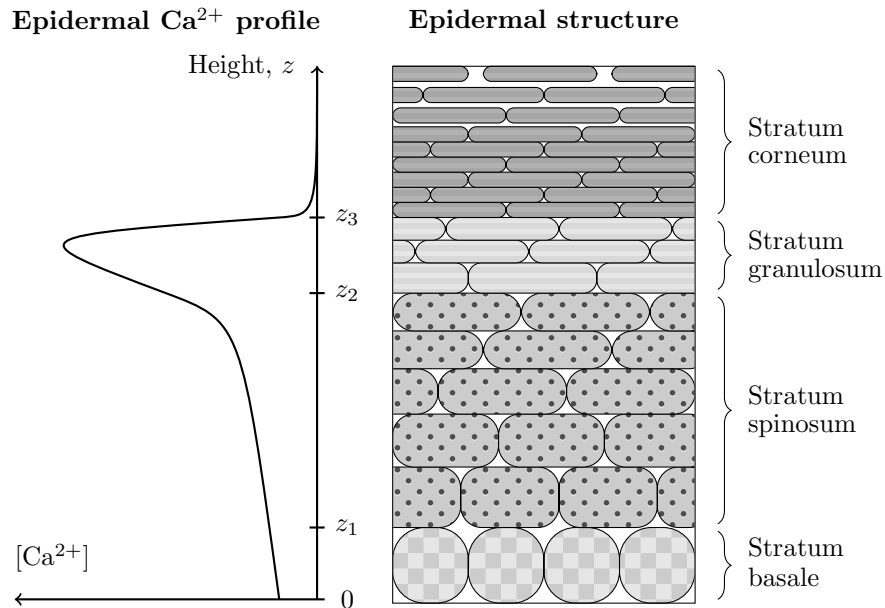 Epidermal Ca²⁺ profile
Epidermal structure
Height, z
Stratum
corneum
z₃
Stratum
granulosum
z₂
Stratum
spinosum
z₁
[Ca²⁺]
Stratum
basale
0